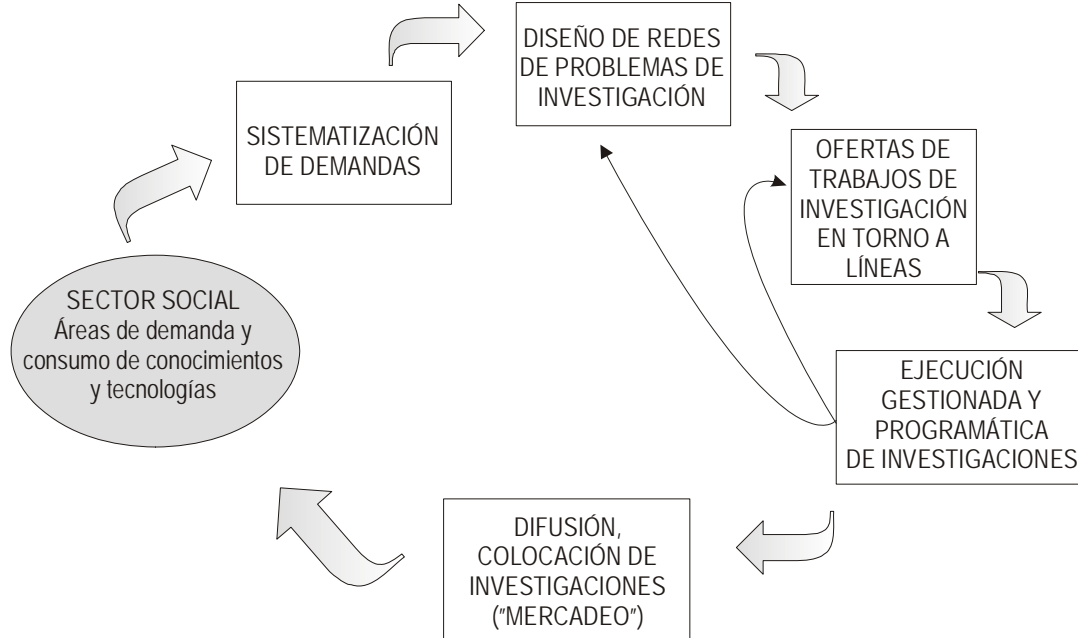 DISEÑO DE REDES
DE PROBLEMAS DE
INVESTIGACIÓN
SISTEMATIZACIÓN
DE DEMANDAS
OFERTAS DE
TRABAJOS DE
INVESTIGACIÓN
EN TORNO A
LÍNEAS
SECTOR SOCIAL
Áreas de demanda y
consumo de conocimientos
y tecnologías
EJECUCIÓN
GESTIONADA Y
PROGRAMÁTICA
DE INVESTIGACIONES
DIFUSIÓN,
COLOCACIÓN DE
INVESTIGACIONES
("MERCADEO")